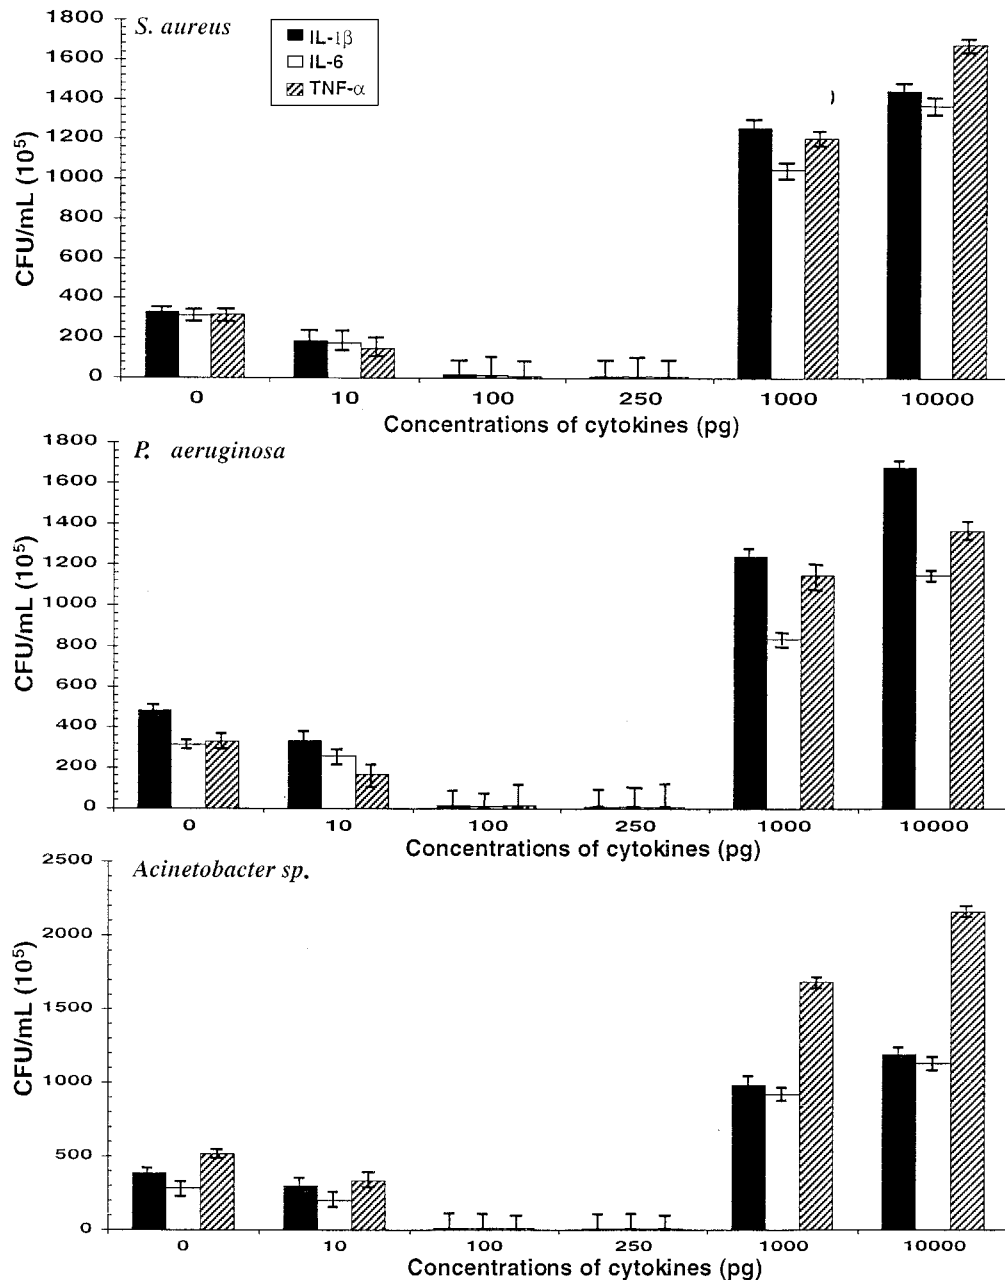 S. aureus
IL-1β
IL-6
TNF-α
CFU/mL (10⁵)
1800
1600
1400
1200
1000
800
600
400
200
0
0 10 100 250 1000 10000
Concentrations of cytokines (pg)
P. aeruginosa
CFU/mL (10⁵)
1800
1600
1400
1200
1000
800
600
400
200
0
0 10 100 250 1000 10000
Concentrations of cytokines (pg)
Acinetobacter sp.
CFU/mL (10⁵)
2500
2000
1500
1000
500
0
0 10 100 250 1000 10000
Concentrations of cytokines (pg)